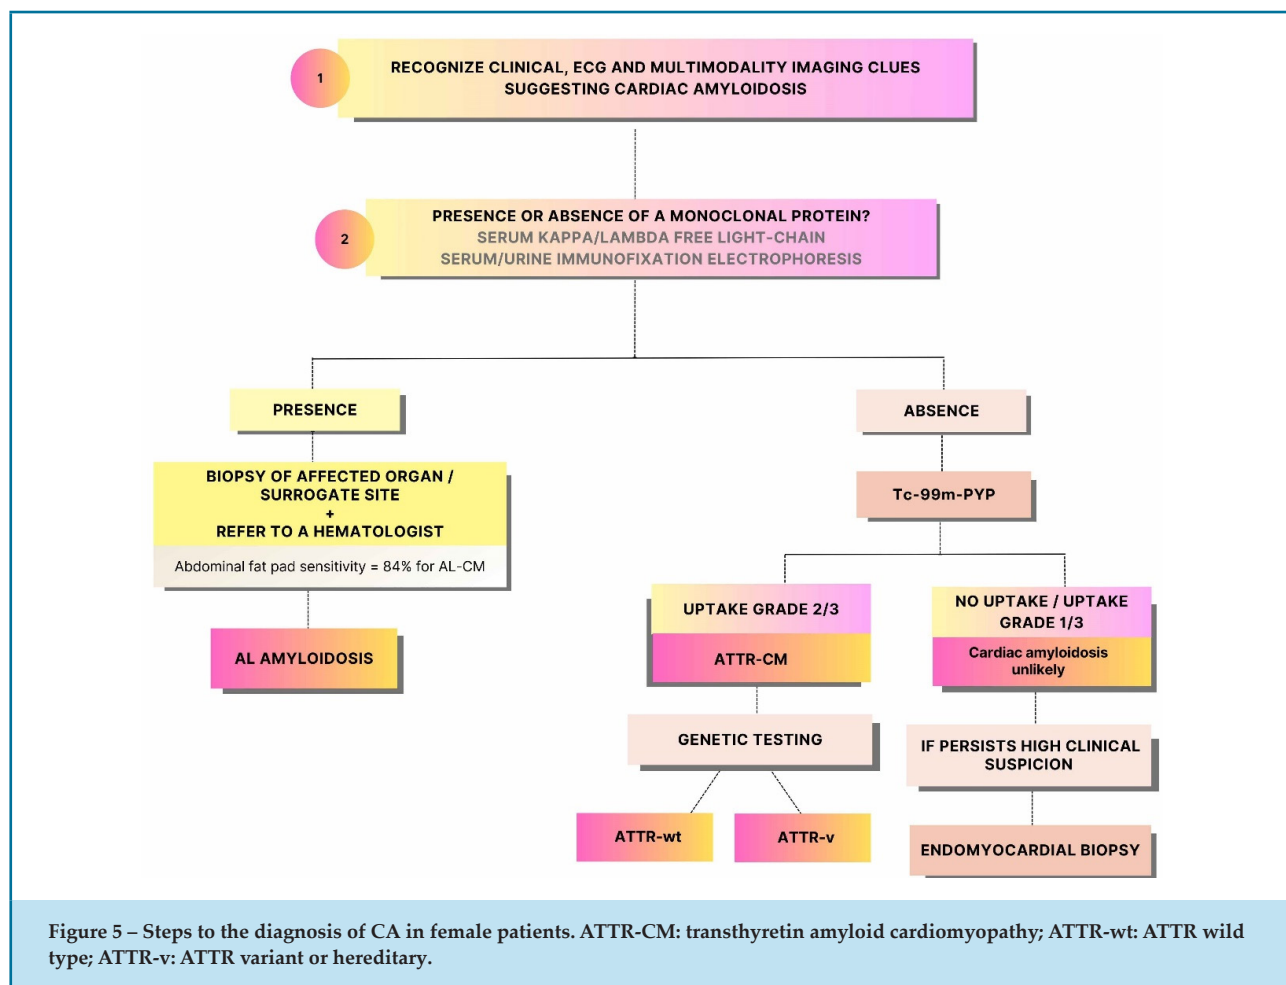 1
RECOGNIZE CLINICAL, ECG AND MULTIMODALITY IMAGING CLUES
SUGGESTING CARDIAC AMYLOIDOSIS
2
PRESENCE OR ABSENCE OF A MONOCLONAL PROTEIN?
SERUM KAPPA/LAMBDA FREE LIGHT-CHAIN
SERUM/URINE IMMUNOFIXATION ELECTROPHORESIS
PRESENCE
BIOPSY OF AFFECTED ORGAN /
SURROGATE SITE
+
REFER TO A HEMATOLOGIST
Abdominal fat pad sensitivity = 84% for AL-CM
AL AMYLOIDOSIS
ABSENCE
Tc-99m-PYP
UPTAKE GRADE 2/3
ATTR-CM
GENETIC TESTING
ATTR-wt
ATTR-v
NO UPTAKE / UPTAKE
GRADE 1/3
Cardiac amyloidosis
unlikely
IF PERSISTS HIGH CLINICAL
SUSPICION
ENDOMYOCARDIAL BIOPSY
Figure 5 – Steps to the diagnosis of CA in female patients. ATTR-CM: transthyretin amyloid cardiomyopathy; ATTR-wt: ATTR wild
type; ATTR-v: ATTR variant or hereditary.